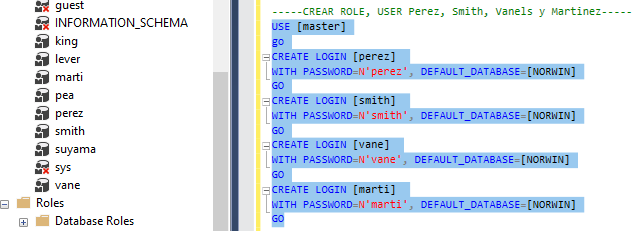 guest
INFORMATION_SCHEMA
king
lever
marti
pea
perez
smith
suyama
sys
vane
Roles
Database Roles
-----CREAR ROLE, USER Perez, Smith, Vanels y Martinez-----
USE [master]
go
CREATE LOGIN [perez]
WITH PASSWORD=N'perez', DEFAULT_DATABASE=[NORWIN]
GO
CREATE LOGIN [smith]
WITH PASSWORD=N'smith', DEFAULT_DATABASE=[NORWIN]
GO
CREATE LOGIN [vane]
WITH PASSWORD=N'vane', DEFAULT_DATABASE=[NORWIN]
GO
CREATE LOGIN [marti]
WITH PASSWORD=N'marti', DEFAULT_DATABASE=[NORWIN]
GO